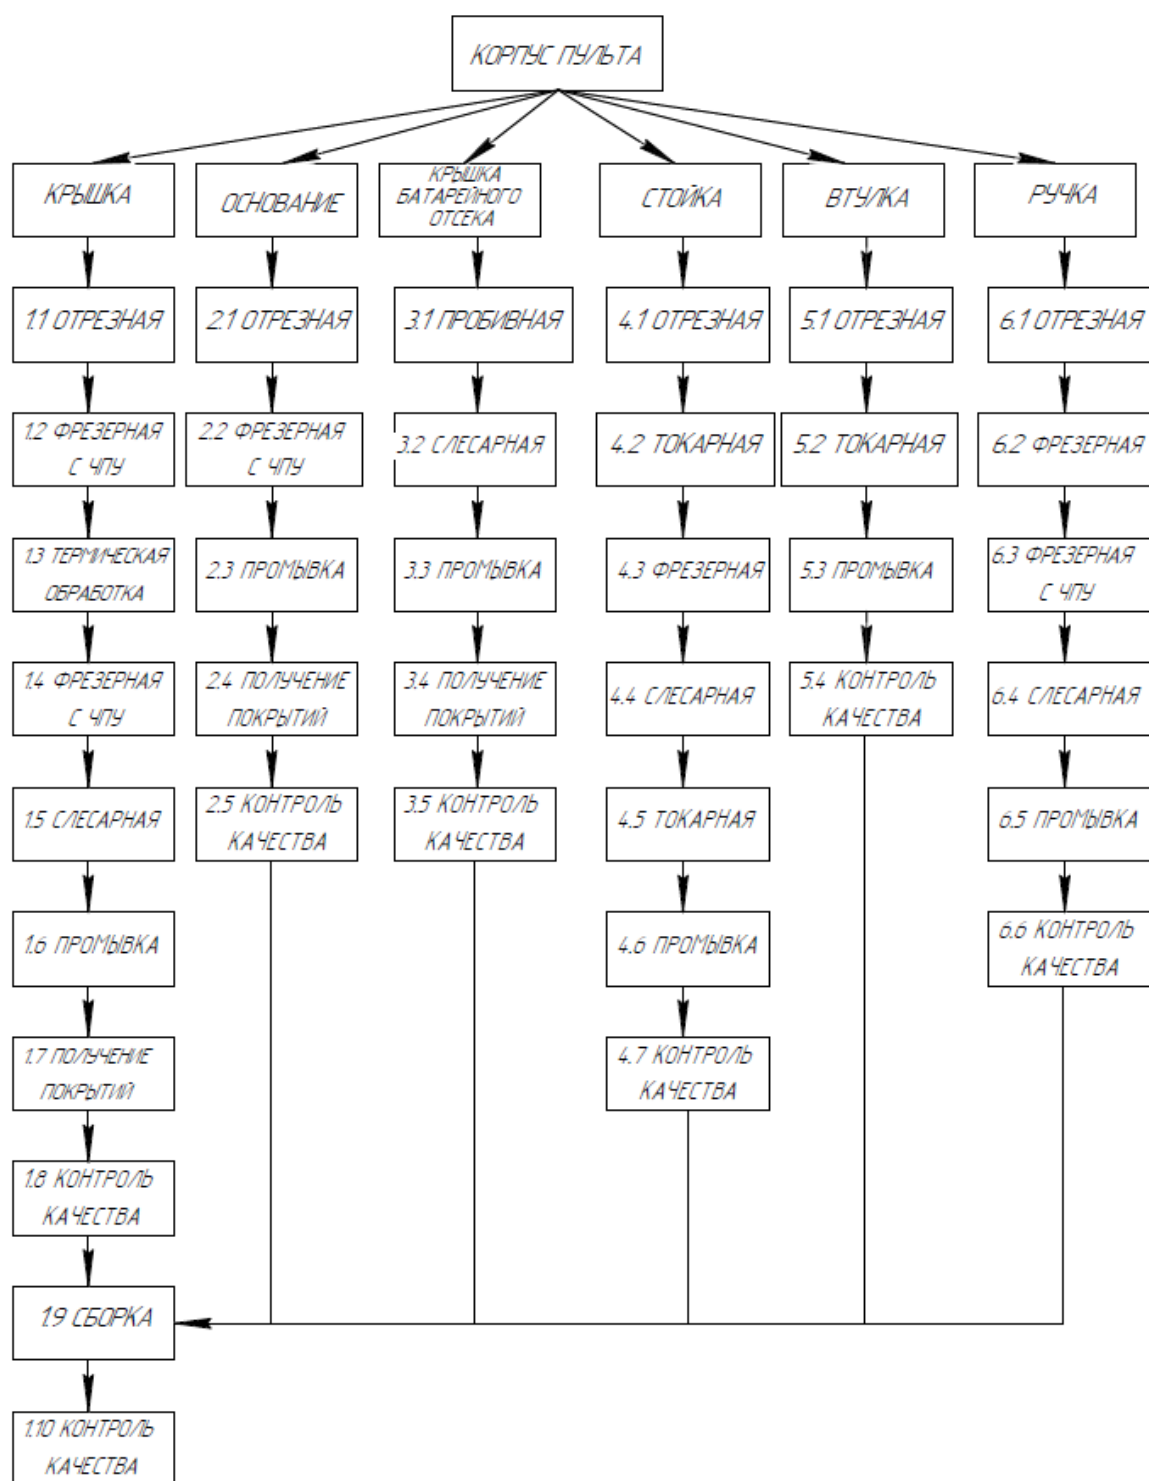 КОРПУС ПУЛЬТА
КРЫШКА
ОСНОВАНИЕ
КРЫШКА
БАТАРЕЙНОГО
ОТСЕКА
СТОЙКА
ВТУЛКА
РУЧКА
1.1 ОТРЕЗНАЯ
2.1 ОТРЕЗНАЯ
3.1 ПРОБИВНАЯ
4.1 ОТРЕЗНАЯ
5.1 ОТРЕЗНАЯ
6.1 ОТРЕЗНАЯ
1.2 ФРЕЗЕРНАЯ
С ЧПУ
2.2 ФРЕЗЕРНАЯ
С ЧПУ
3.2 СЛЕСАРНАЯ
4.2 ТОКАРНАЯ
5.2 ТОКАРНАЯ
6.2 ФРЕЗЕРНАЯ
1.3 ТЕРМИЧЕСКАЯ
ОБРАБОТКА
2.3 ПРОМЫВКА
3.3 ПРОМЫВКА
4.3 ФРЕЗЕРНАЯ
5.3 ПРОМЫВКА
6.3 ФРЕЗЕРНАЯ
С ЧПУ
1.4 ФРЕЗЕРНАЯ
С ЧПУ
2.4 ПОЛУЧЕНИЕ
ПОКРЫТИЙ
3.4 ПОЛУЧЕНИЕ
ПОКРЫТИЙ
4.4 СЛЕСАРНАЯ
5.4 КОНТРОЛЬ
КАЧЕСТВА
6.4 СЛЕСАРНАЯ
1.5 СЛЕСАРНАЯ
2.5 КОНТРОЛЬ
КАЧЕСТВА
3.5 КОНТРОЛЬ
КАЧЕСТВА
4.5 ТОКАРНАЯ
6.5 ПРОМЫВКА
1.6 ПРОМЫВКА
4.6 ПРОМЫВКА
6.6 КОНТРОЛЬ
КАЧЕСТВА
1.7 ПОЛУЧЕНИЕ
ПОКРЫТИЙ
4.7 КОНТРОЛЬ
КАЧЕСТВА
1.8 КОНТРОЛЬ
КАЧЕСТВА
1.9 СБОРКА
1.10 КОНТРОЛЬ
КАЧЕСТВА